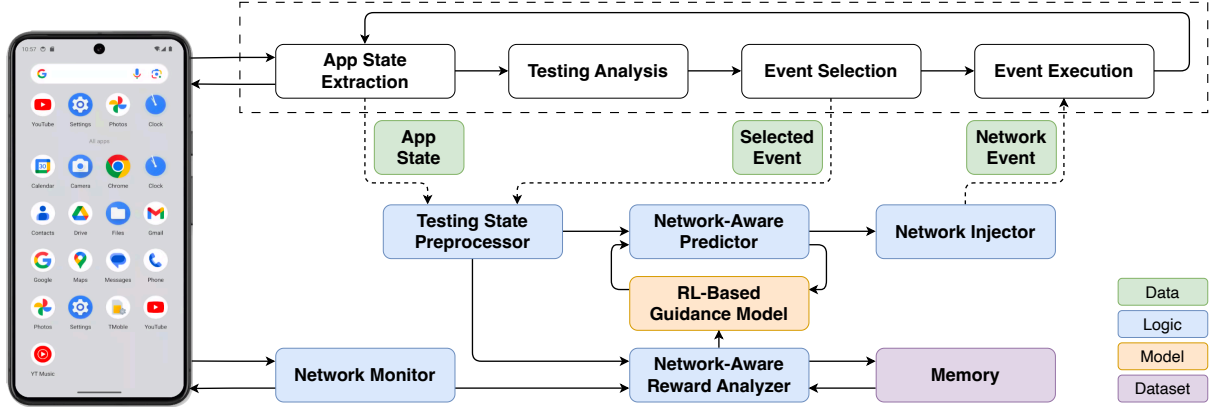 10:57
YouTube
Settings
Photos
Clock
All apps
Calendar
Camera
Chrome
Clock
Contacts
Drive
Files
Gmail
Google
Maps
Messages
Phone
Photos
Settings
TMoble
YouTube
YT Music
App State
Extraction
Testing Analysis
Event Selection
Event Execution
App
State
Selected
Event
Network
Event
Testing State
Preprocessor
Network-Aware
Predictor
Network Injector
RL-Based
Guidance Model
Network Monitor
Network-Aware
Reward Analyzer
Memory
Data
Logic
Model
Dataset